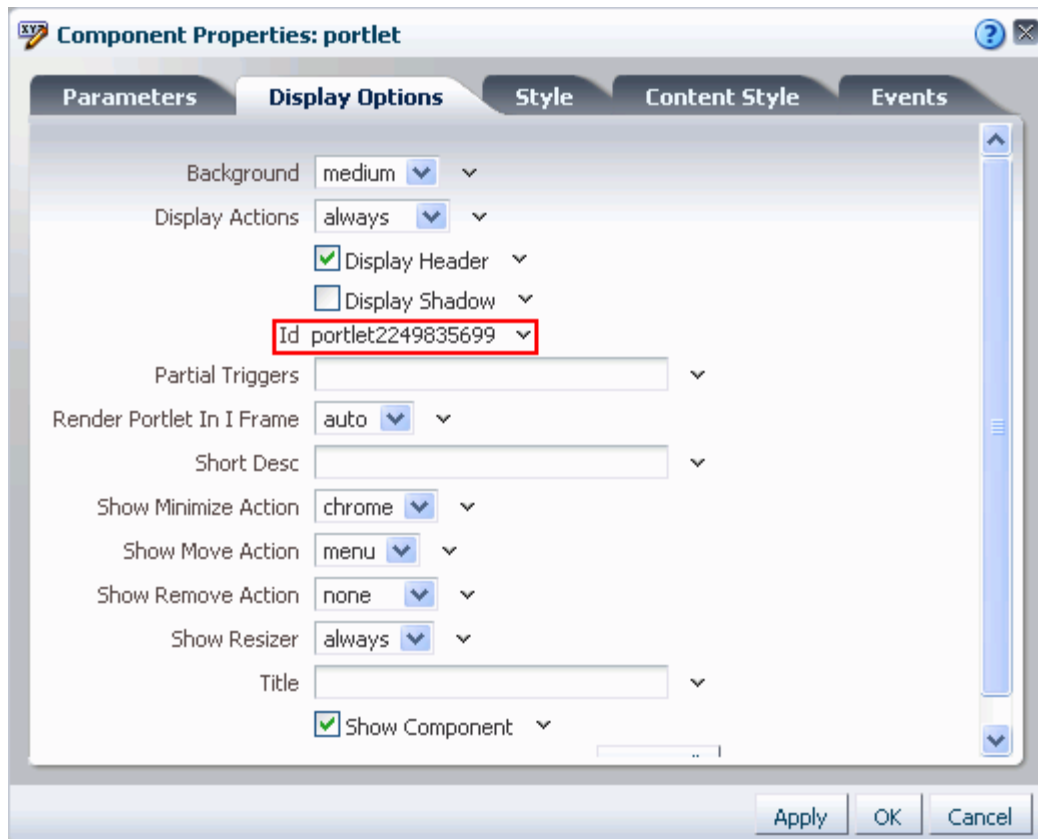 Component Properties: portlet
Parameters Display Options Style Content Style Events
Background medium
Display Actions always
Display Header
Display Shadow
Id portlet2249835699
Partial Triggers
Render Portlet In I Frame auto
Short Desc
Show Minimize Action chrome
Show Move Action menu
Show Remove Action none
Show Resizer always
Title
Show Component
Apply OK Cancel